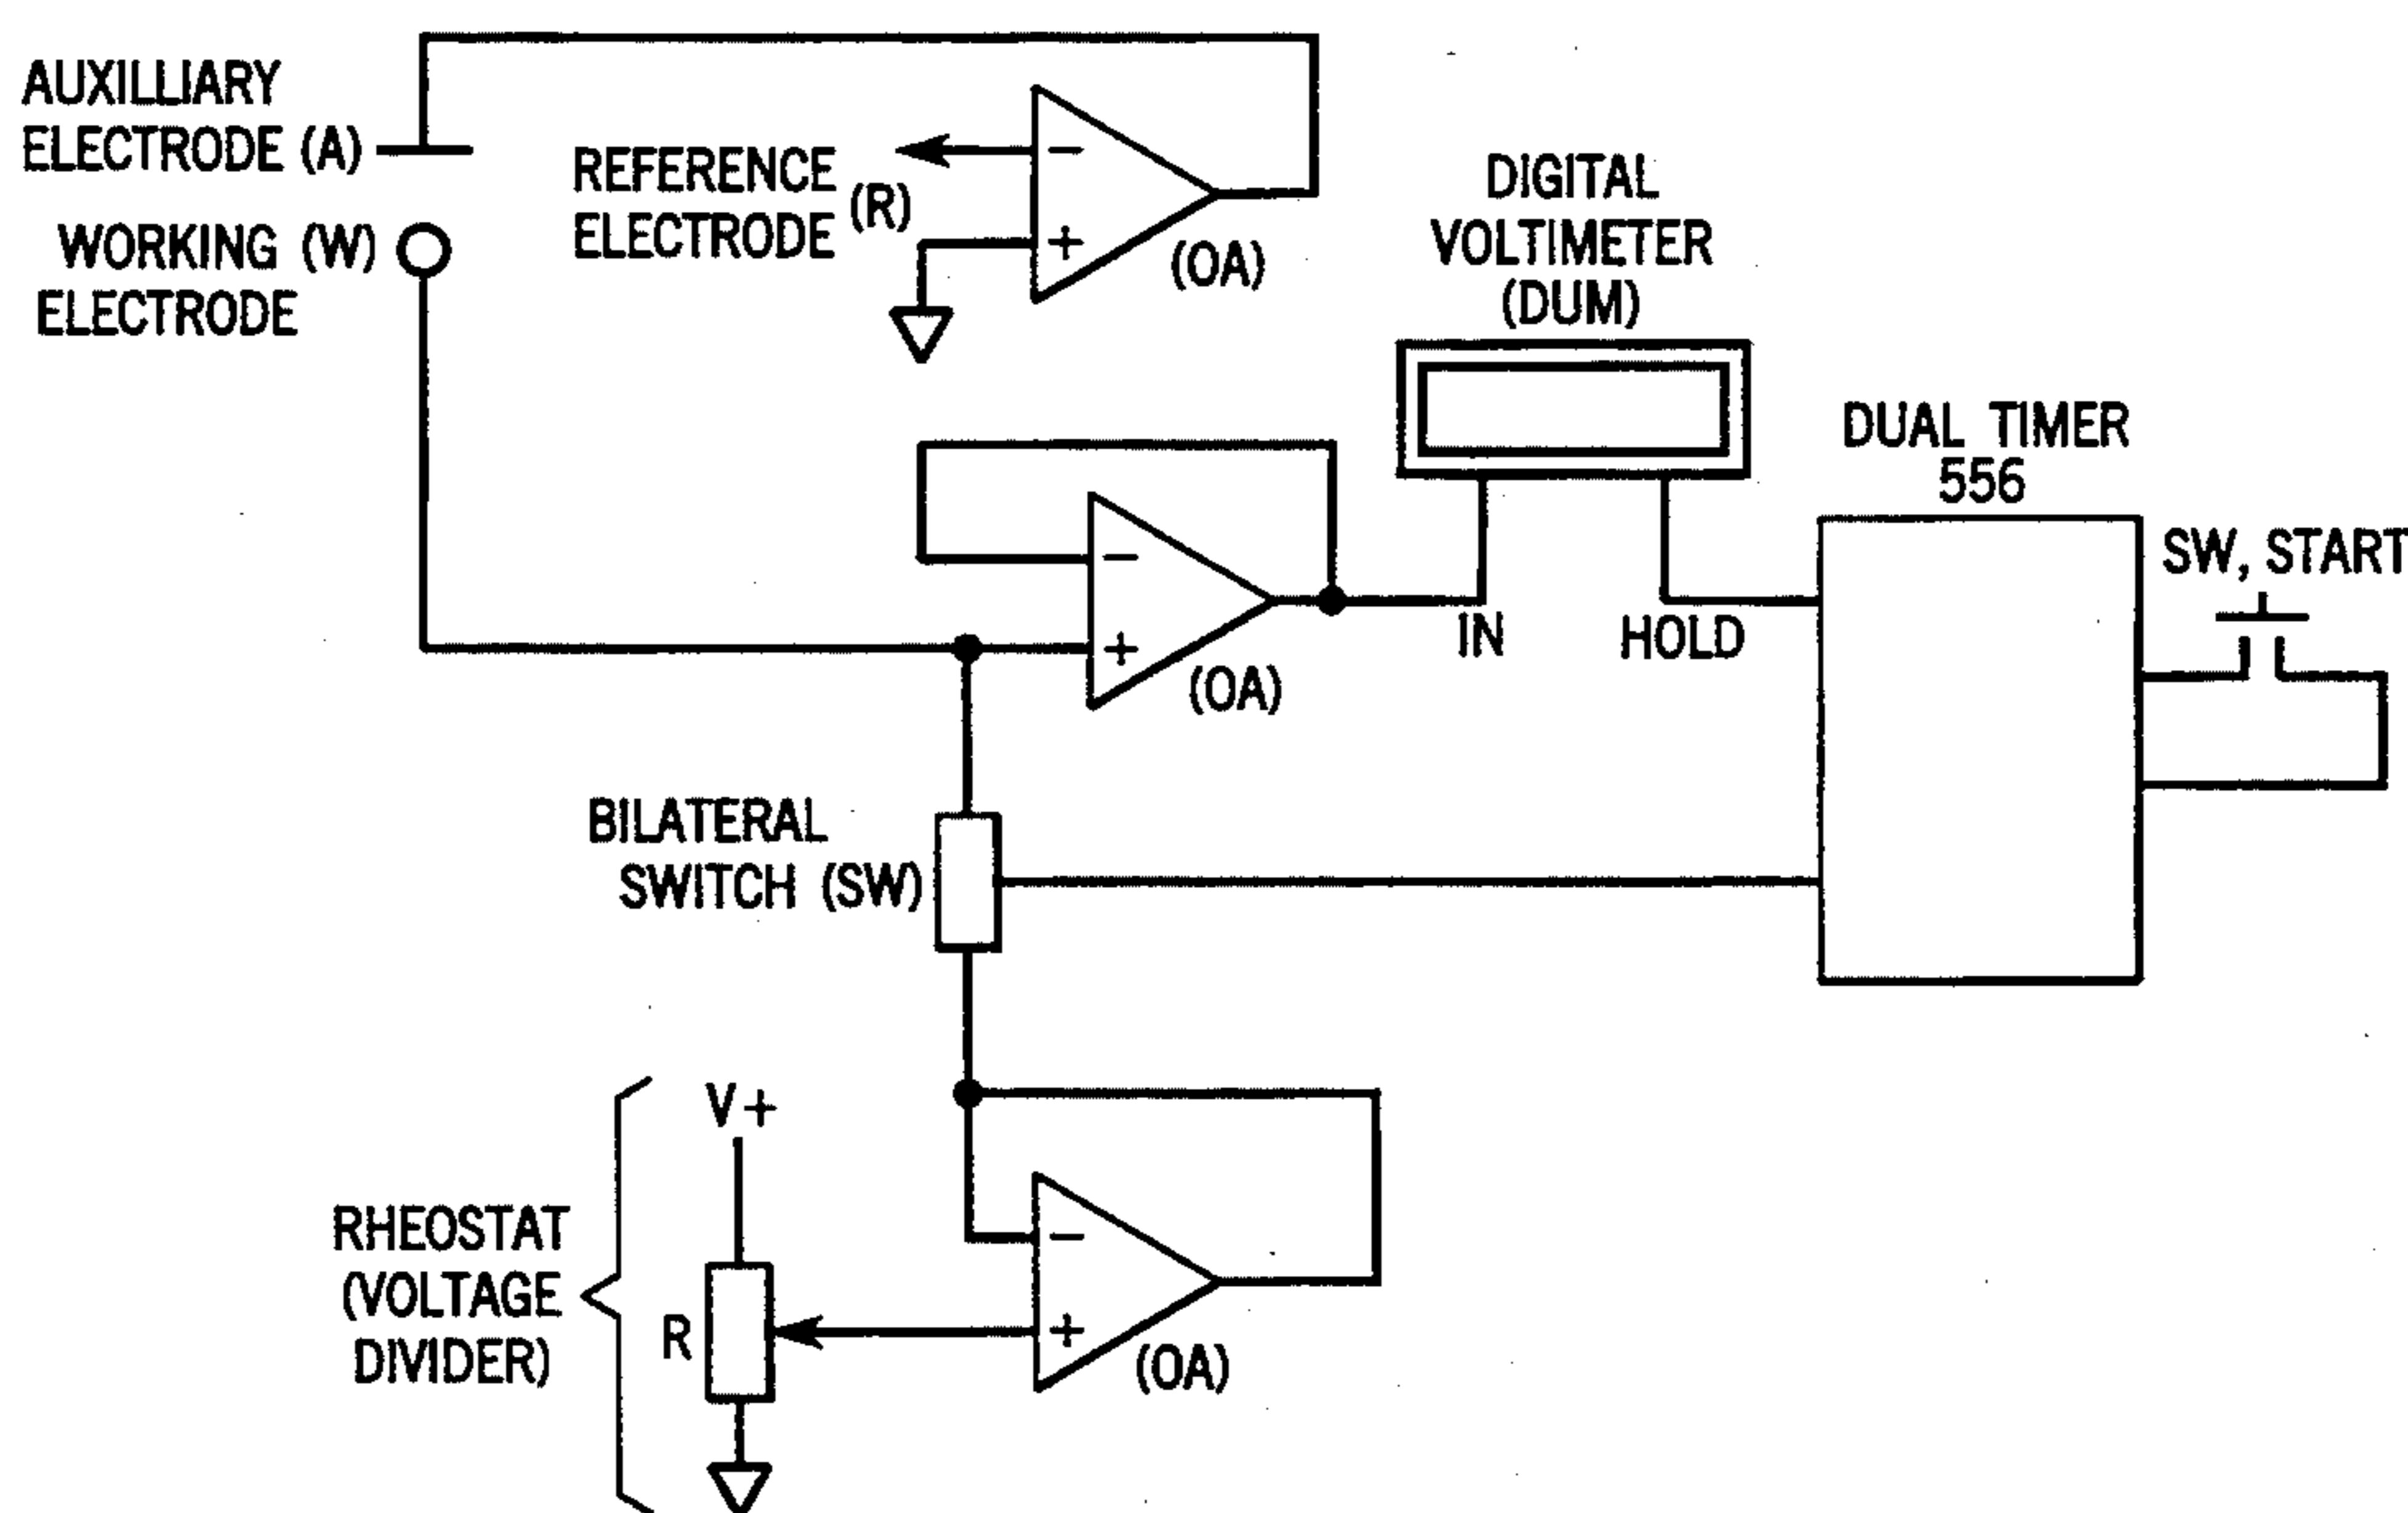 AUXILLIARY
ELECTRODE (A)
WORKING (W)
ELECTRODE
REFERENCE
ELECTRODE
(R)
−
+
(OA)
DIGITAL
VOLTIMETER
(DUM)
DUAL TIMER
556
SW, START
−
+
(OA)
IN
HOLD
BILATERAL
SWITCH (SW)
V+
RHEOSTAT
(VOLTAGE
DIVIDER)
R
−
+
(OA)